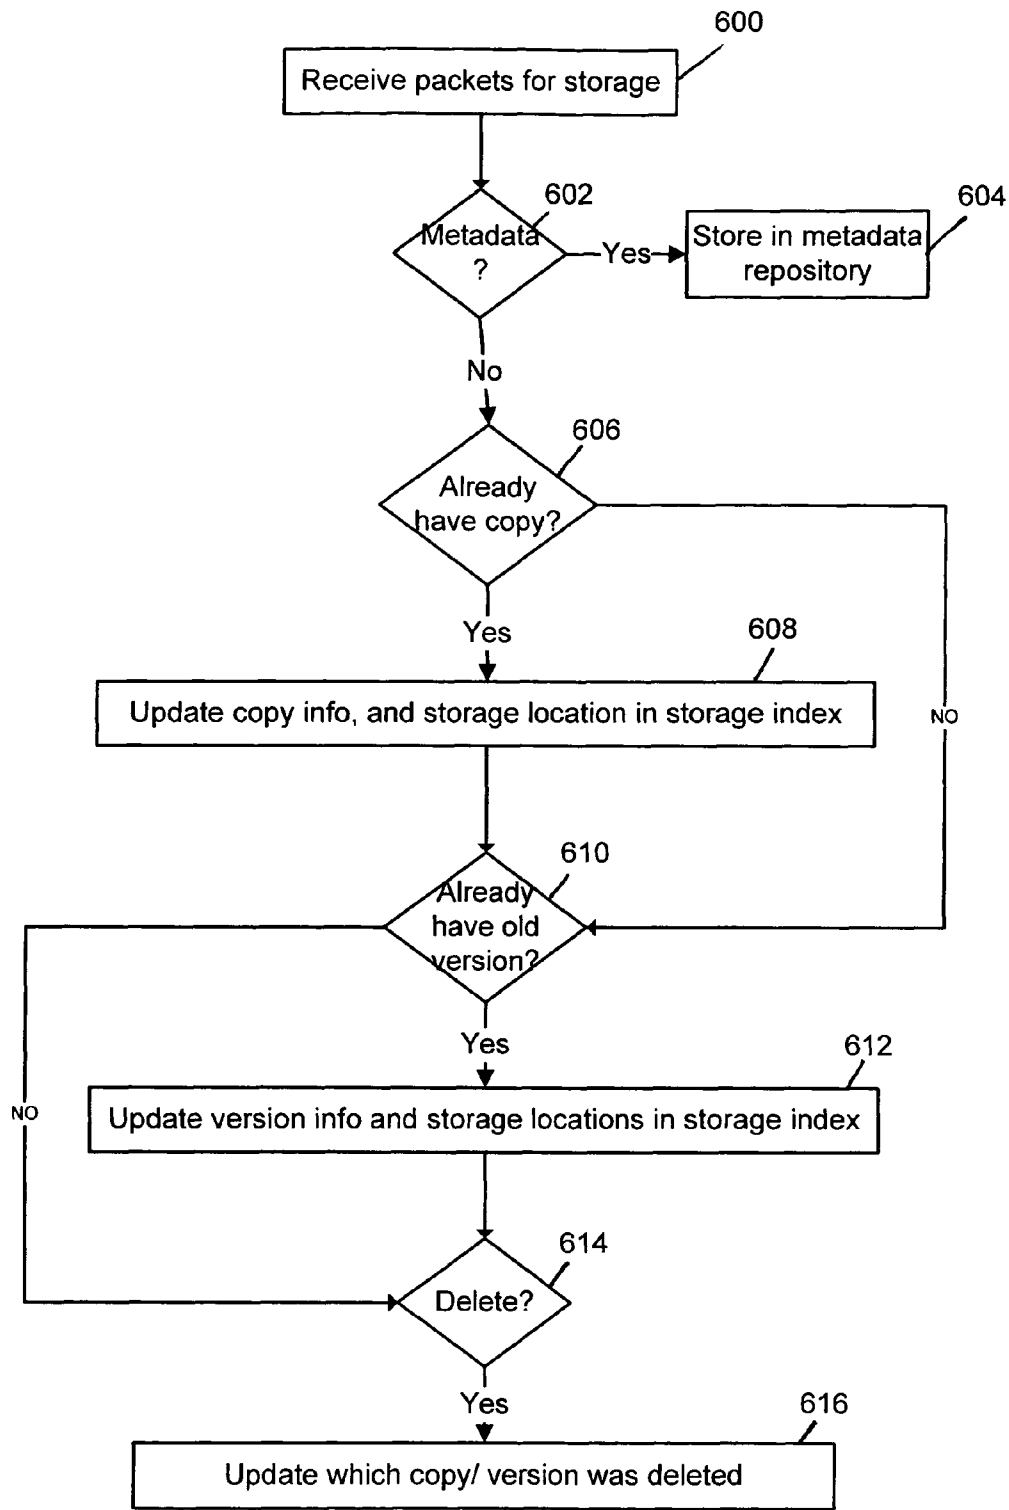 600
Receive packets for storage
602
Metadata
?
Yes
604
Store in metadata
repository
No
606
Already
have copy?
Yes
608
Update copy info, and storage location in storage index
NO
610
Already
have old
version?
Yes
612
NO
Update version info and storage locations in storage index
614
Delete?
Yes
616
Update which copy/ version was deleted